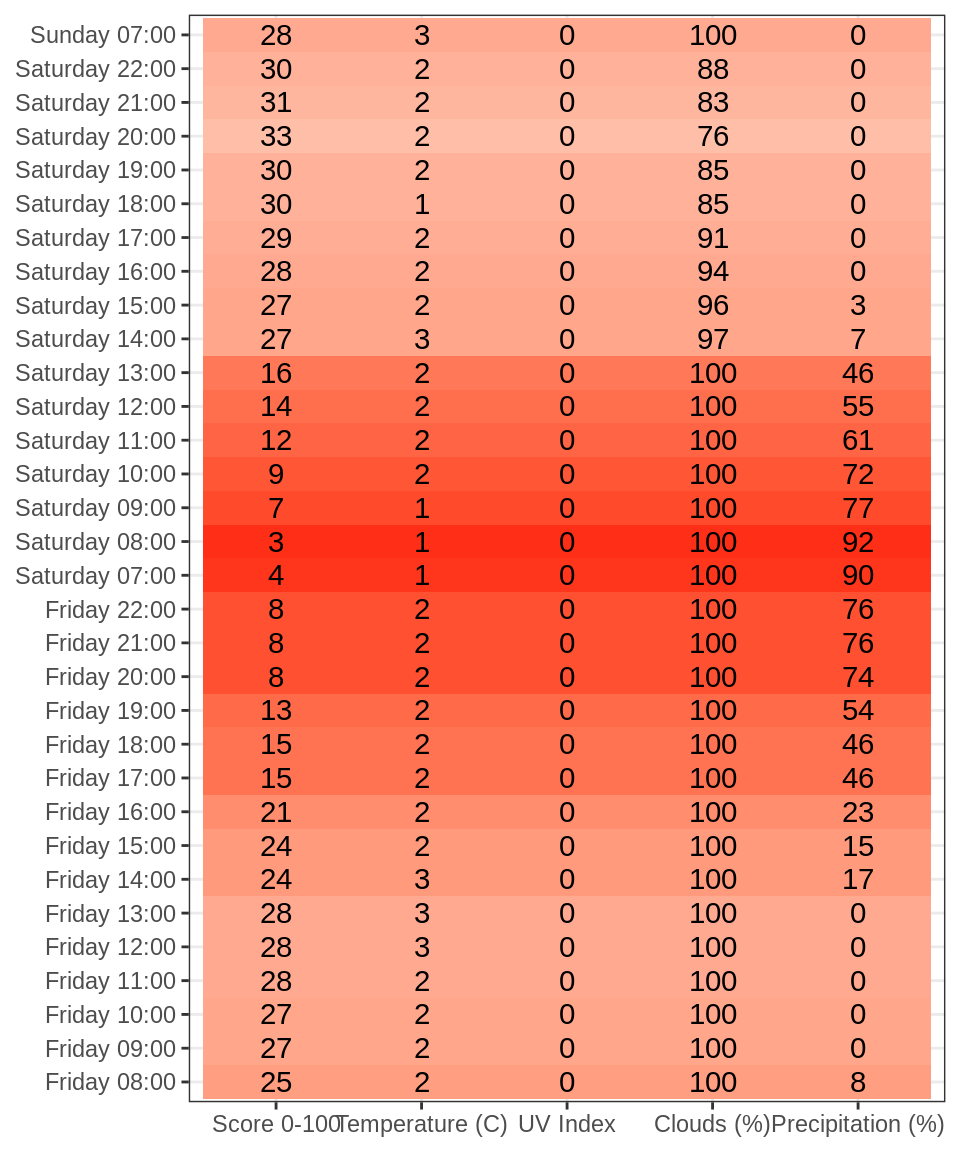 Sunday 07:00 28 3 0 100 0
Saturday 22:00 30 2 0 88 0
Saturday 21:00 31 2 0 83 0
Saturday 20:00 33 2 0 76 0
Saturday 19:00 30 2 0 85 0
Saturday 18:00 30 1 0 85 0
Saturday 17:00 29 2 0 91 0
Saturday 16:00 28 2 0 94 0
Saturday 15:00 27 2 0 96 3
Saturday 14:00 27 3 0 97 7
Saturday 13:00 16 2 0 100 46
Saturday 12:00 14 2 0 100 55
Saturday 11:00 12 2 0 100 61
Saturday 10:00 9 2 0 100 72
Saturday 09:00 7 1 0 100 77
Saturday 08:00 3 1 0 100 92
Saturday 07:00 4 1 0 100 90
Friday 22:00 8 2 0 100 76
Friday 21:00 8 2 0 100 76
Friday 20:00 8 2 0 100 74
Friday 19:00 13 2 0 100 54
Friday 18:00 15 2 0 100 46
Friday 17:00 15 2 0 100 46
Friday 16:00 21 2 0 100 23
Friday 15:00 24 2 0 100 15
Friday 14:00 24 3 0 100 17
Friday 13:00 28 3 0 100 0
Friday 12:00 28 3 0 100 0
Friday 11:00 28 2 0 100 0
Friday 10:00 27 2 0 100 0
Friday 09:00 27 2 0 100 0
Friday 08:00 25 2 0 100 8
Score 0-100 Temperature (C) UV Index Clouds (%) Precipitation (%)